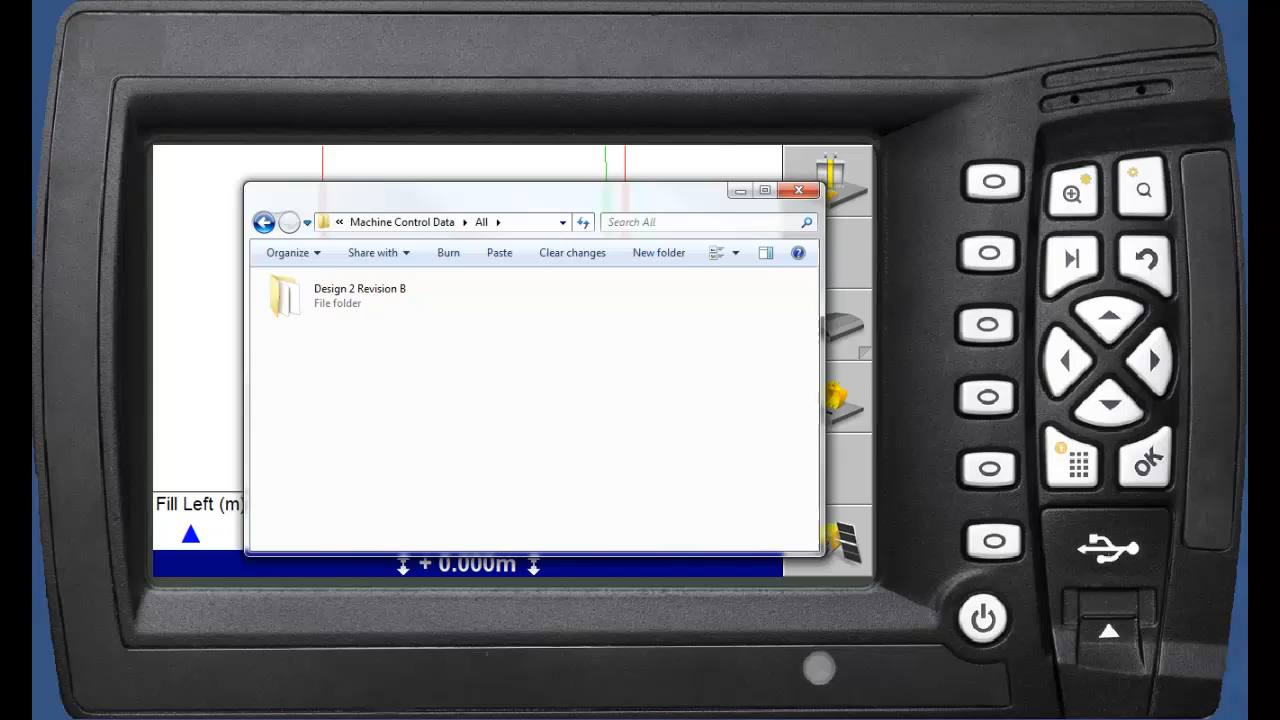 « Machine Control Data ▸ All ▸
Search All
Organize Share with Burn Paste Clear changes New folder
Design 2 Revision B
File folder
Fill Left (m)
+ 0.000m
OK